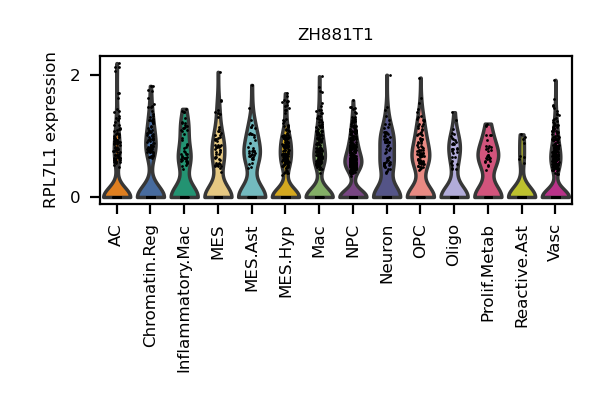 ZH881T1
RPL7L1 expression
2
0
AC
Chromatin.Reg
Inflammatory.Mac
MES
MES.Ast
MES.Hyp
Mac
NPC
Neuron
OPC
Oligo
Prolif.Metab
Reactive.Ast
Vasc